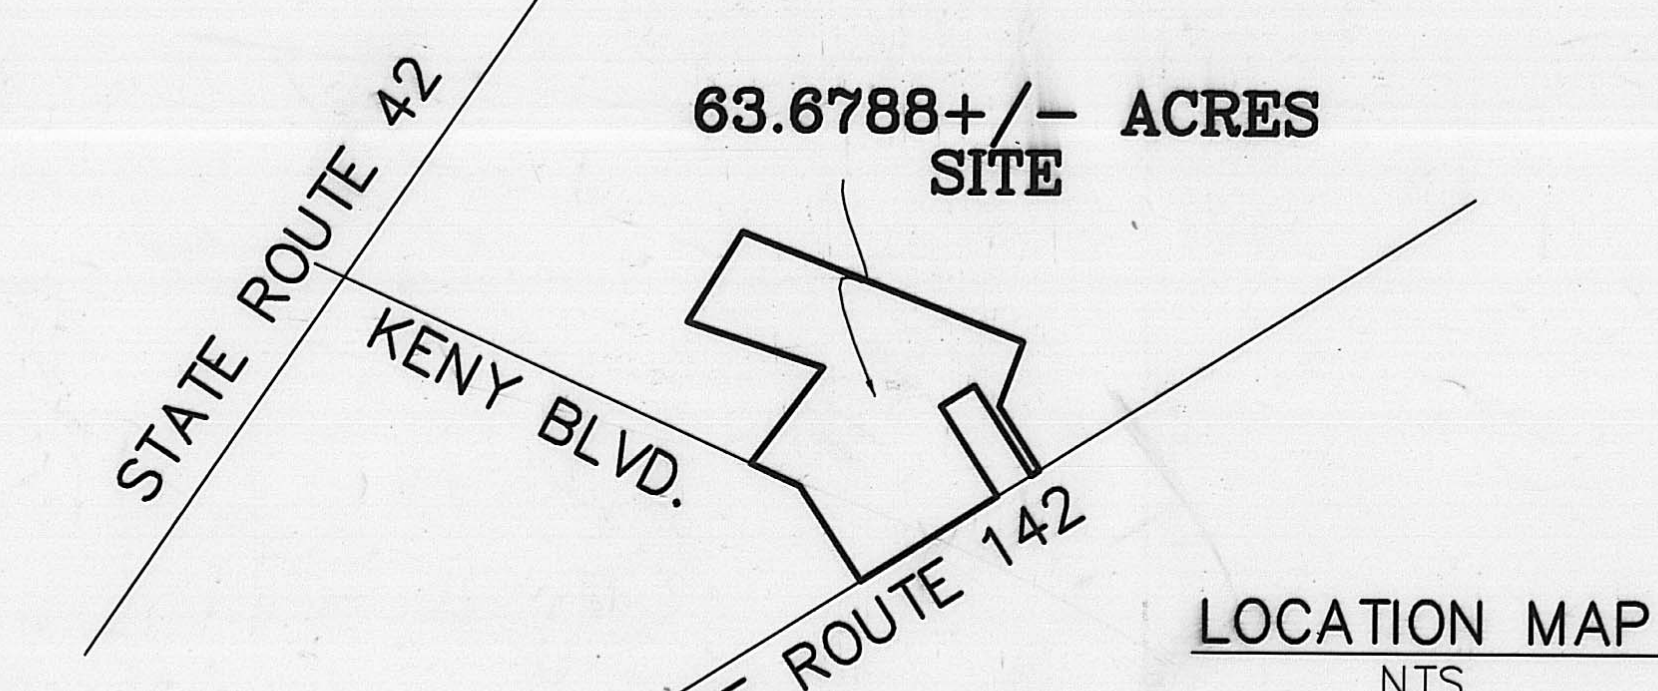 63.6788+/- ACRES
SITE
STATE ROUTE 42
KENY BLVD.
ROUTE 142
LOCATION MAP
NTS